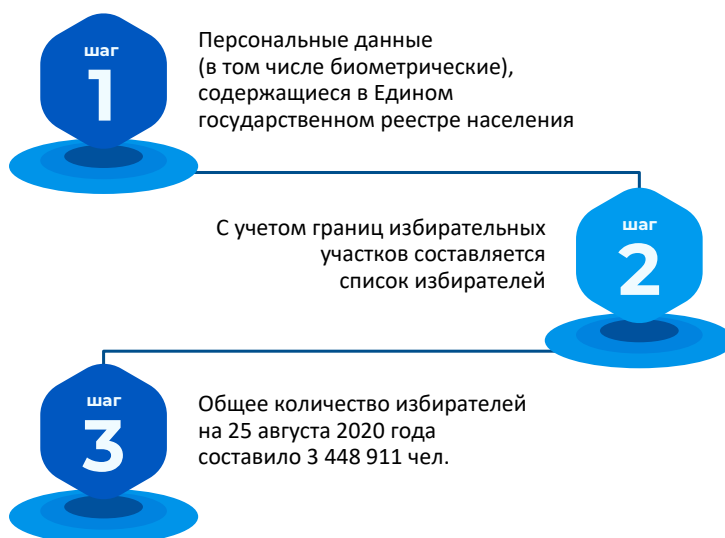 шаг
1
Персональные данные
(в том числе биометрические),
содержащиеся в Едином
государственном реестре населения
шаг
2
С учетом границ избирательных
участков составляется
список избирателей
шаг
3
Общее количество избирателей
на 25 августа 2020 года
составило 3 448 911 чел.